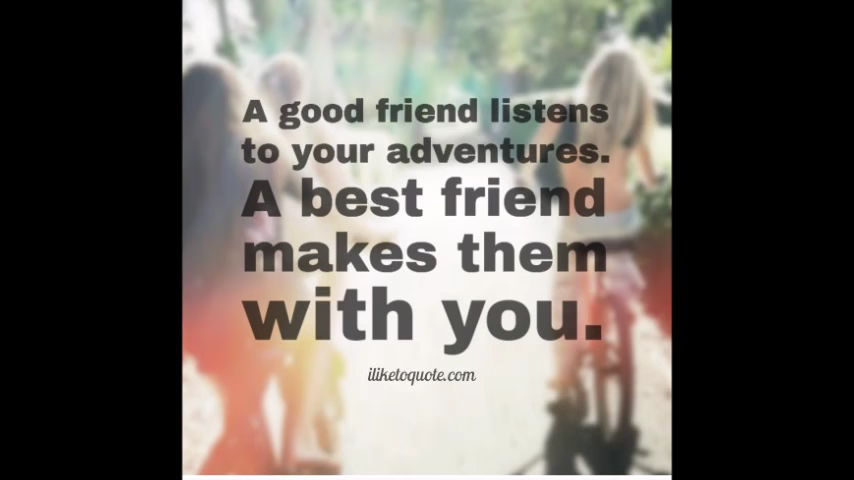 A good friend listens
to your adventures.
A best friend
makes them
with you.
iliketoquote.com